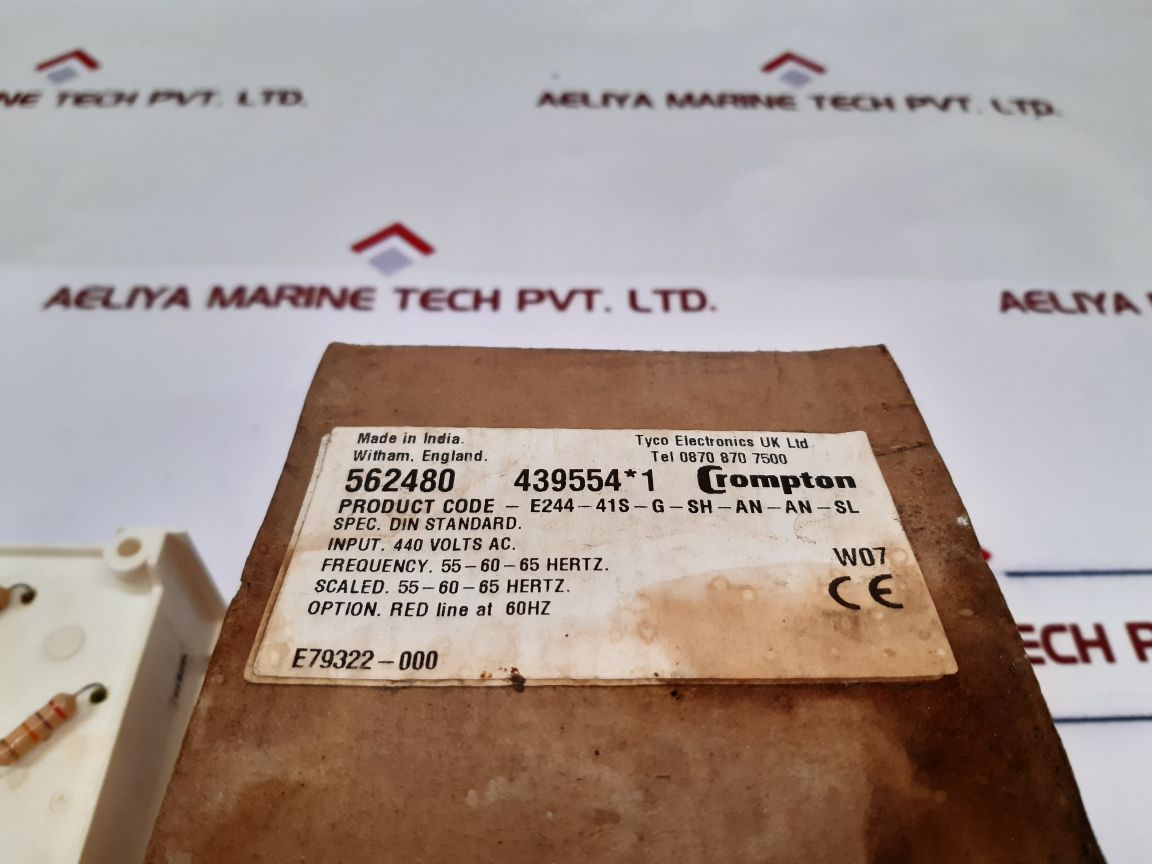 NE TECH PVT. LTD.
AELIYA MARINE TECH PVT. LTD.
AELIYA MARINE TECH PVT. LTD.
AELIYA
Made in India.
Witham, England.
Tyco Electronics UK Ltd
Tel 0870 870 7500
562480 439554*1 Crompton
PRODUCT CODE - E244-41S-G-SH-AN-AN-SL
SPEC. DIN STANDARD.
INPUT. 440 VOLTS AC.
FREQUENCY. 55-60-65 HERTZ.
W07
SCALED. 55-60-65 HERTZ.
CE
OPTION. RED line at 60HZ
E79322-000
ECH PVT. LTD.